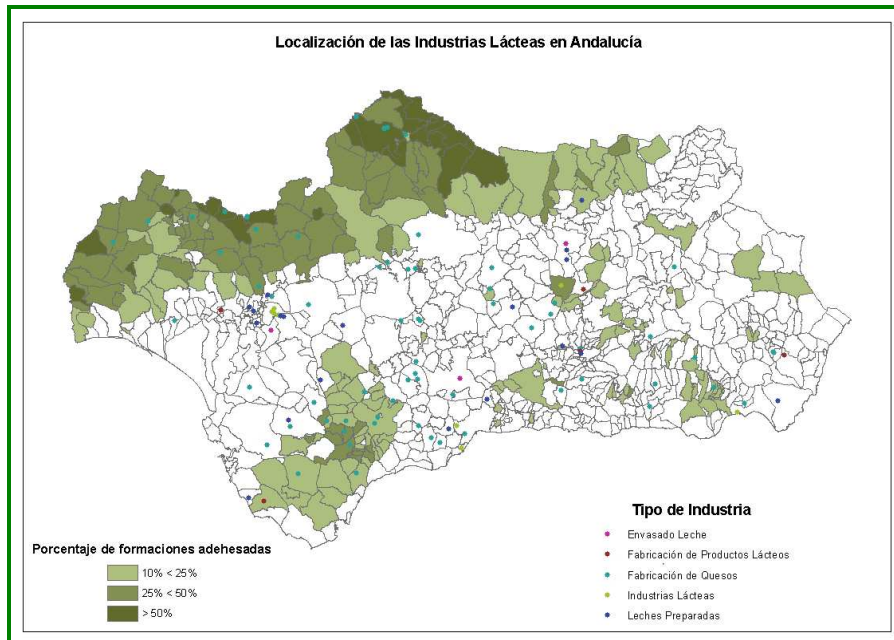 Localización de las Industrias Lácteas en Andalucía
Tipo de Industria
Envasado Leche
Fabricación de Productos Lácteos
Fabricación de Quesos
Industrias Lácteas
Leches Preparadas
Porcentaje de formaciones adehesadas
10% < 25%
25% < 50%
> 50%